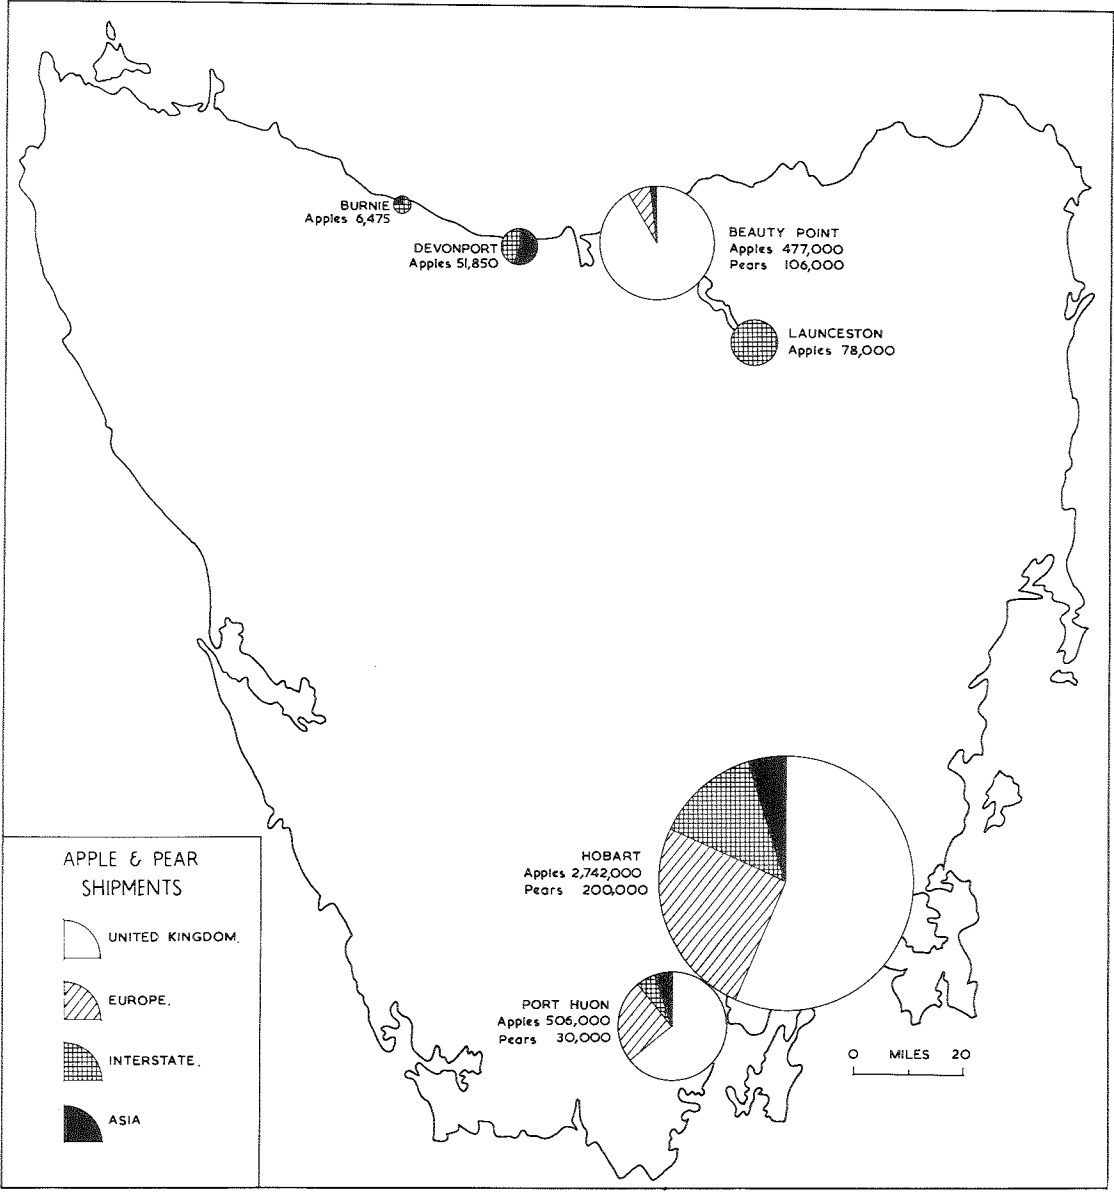 BURNIE
Apples 6,475
DEVONPORT
Apples 51,850
BEAUTY POINT
Apples 477,000
Pears 106,000
LAUNCESTON
Apples 78,000
HOBART
Apples 2,742,000
Pears 200,000
PORT HUON
Apples 506,000
Pears 30,000
0 MILES 20
APPLE & PEAR
SHIPMENTS
UNITED KINGDOM.
EUROPE.
INTERSTATE.
ASIA